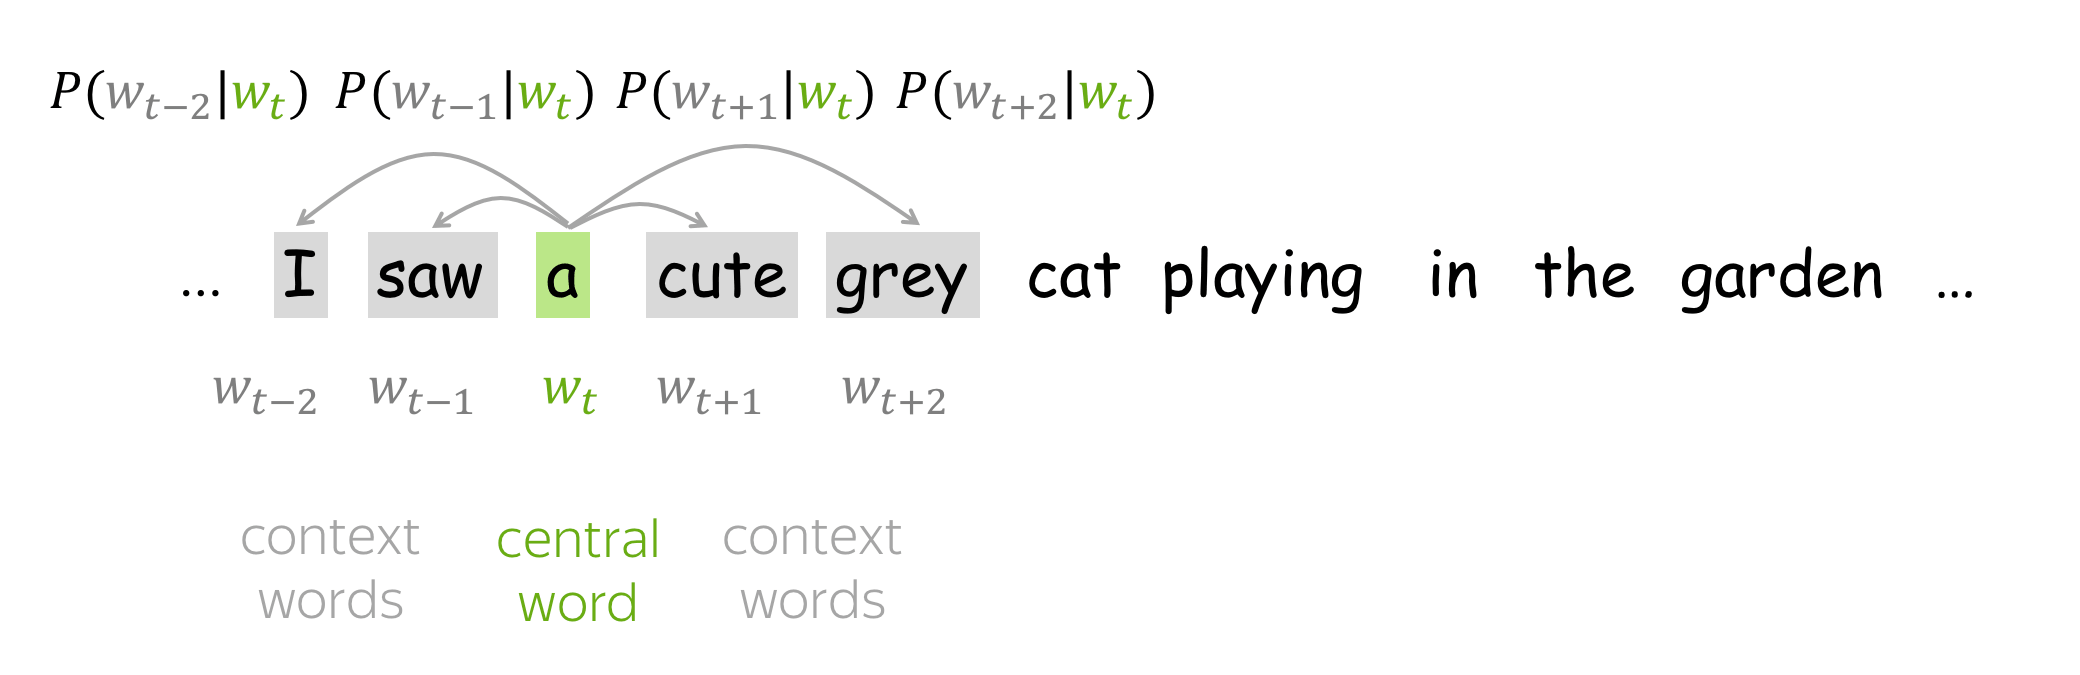 P(w_{t−2}|w_t) P(w_{t−1}|w_t) P(w_{t+1}|w_t) P(w_{t+2}|w_t)
... I saw a cute grey cat playing in the garden ...
w_{t−2} w_{t−1} w_t w_{t+1} w_{t+2}
context central context
words word words